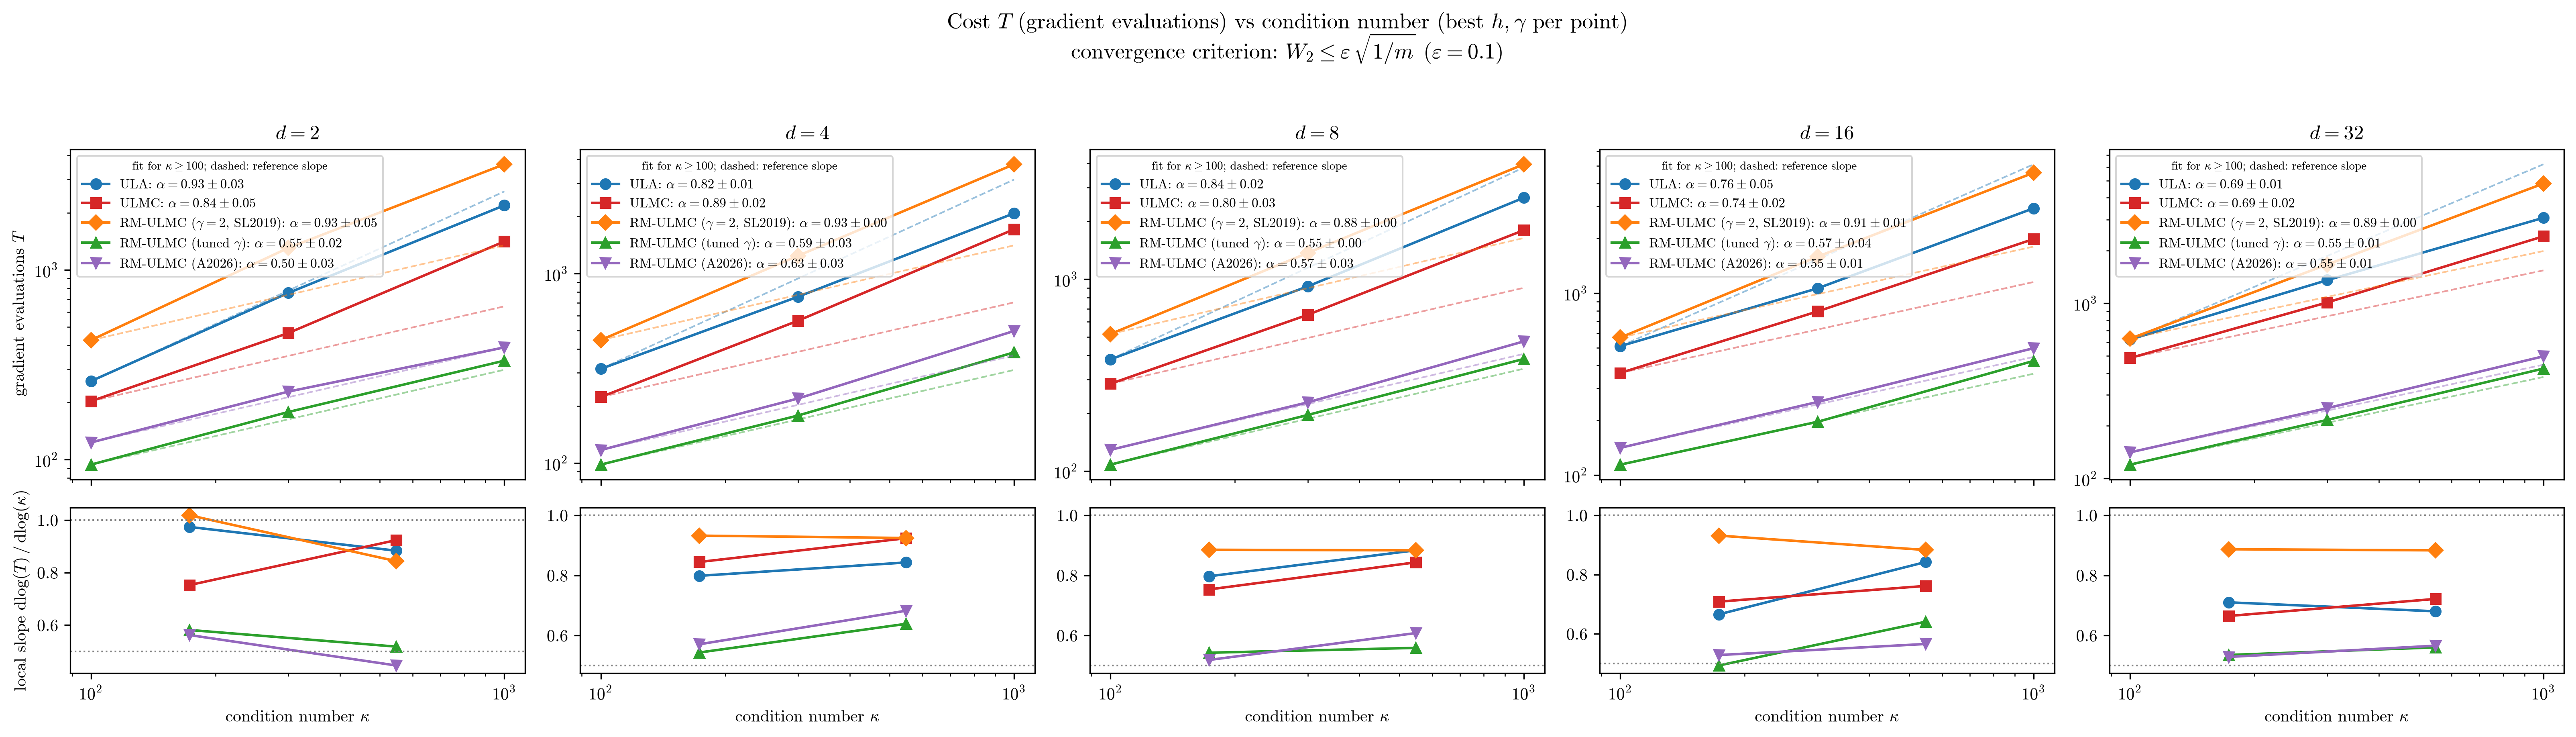 Cost T (gradient evaluations) vs condition number (best h, γ per point)
convergence criterion: W₂ ≤ ε √1/m (ε = 0.1)
d = 2
fit for κ ≥ 100; dashed: reference slope
ULA: α = 0.93 ± 0.03
ULMC: α = 0.84 ± 0.05
RM-ULMC (γ = 2, SL2019): α = 0.93 ± 0.05
RM-ULMC (tuned γ): α = 0.55 ± 0.02
RM-ULMC (A2026): α = 0.50 ± 0.03
gradient evaluations T
10³
10²
d = 4
fit for κ ≥ 100; dashed: reference slope
ULA: α = 0.82 ± 0.01
ULMC: α = 0.89 ± 0.02
RM-ULMC (γ = 2, SL2019): α = 0.93 ± 0.00
RM-ULMC (tuned γ): α = 0.59 ± 0.03
RM-ULMC (A2026): α = 0.63 ± 0.03
10³
10²
d = 8
fit for κ ≥ 100; dashed: reference slope
ULA: α = 0.84 ± 0.02
ULMC: α = 0.80 ± 0.03
RM-ULMC (γ = 2, SL2019): α = 0.88 ± 0.00
RM-ULMC (tuned γ): α = 0.55 ± 0.00
RM-ULMC (A2026): α = 0.57 ± 0.03
10³
10²
d = 16
fit for κ ≥ 100; dashed: reference slope
ULA: α = 0.76 ± 0.05
ULMC: α = 0.74 ± 0.02
RM-ULMC (γ = 2, SL2019): α = 0.91 ± 0.01
RM-ULMC (tuned γ): α = 0.57 ± 0.04
RM-ULMC (A2026): α = 0.55 ± 0.01
10³
10²
d = 32
fit for κ ≥ 100; dashed: reference slope
ULA: α = 0.69 ± 0.01
ULMC: α = 0.69 ± 0.02
RM-ULMC (γ = 2, SL2019): α = 0.89 ± 0.00
RM-ULMC (tuned γ): α = 0.55 ± 0.01
RM-ULMC (A2026): α = 0.55 ± 0.01
10³
10²
local slope dlog(T) / dlog(κ)
1.0
0.8
0.6
10²
10³
condition number κ
1.0
0.8
0.6
10²
10³
condition number κ
1.0
0.8
0.6
10²
10³
condition number κ
1.0
0.8
0.6
10²
10³
condition number κ
1.0
0.8
0.6
10²
10³
condition number κ